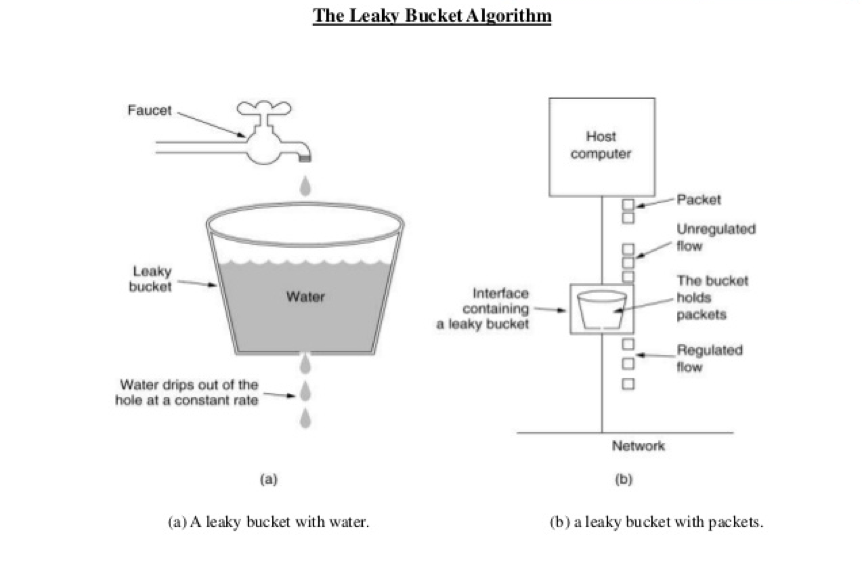 The Leaky Bucket Algorithm
Faucet
Leaky
bucket
Water
Water drips out of the
hole at a constant rate
(a)
Host
computer
Packet
Unregulated
flow
The bucket
holds
packets
Interface
containing
a leaky bucket
Regulated
flow
Network
(b)
(a) A leaky bucket with water.
(b) a leaky bucket with packets.